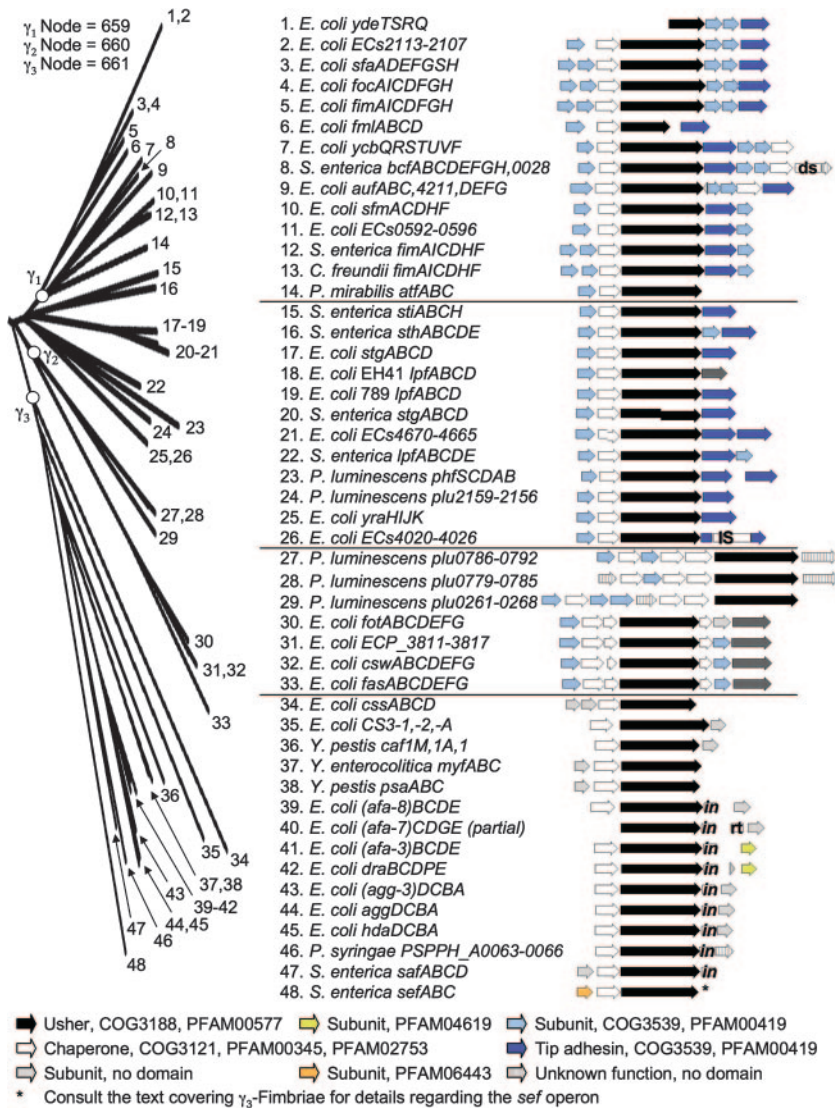 γ1 Node = 659
γ2 Node = 660
γ3 Node = 661
1,2
3,4
5
6
7
8
9
10,11
12,13
14
15
16
17-19
20-21
22
23
24
25,26
27,28
29
30
31,32
33
36
35
34
37,38
39-42
43
44,45
46
47
48
γ1
γ2
γ3
1. E. coli ydeTSRQ
2. E. coli ECs2113-2107
3. E. coli sfaADEFGSH
4. E. coli focAICDFGH
5. E. coli fimAICDFGH
6. E. coli fmlABCD
7. E. coli ycbQRSTUVF
8. S. enterica bcfABCDEFGH,0028 ds
9. E. coli aufABC,4211,DEFG
10. E. coli sfmACDHF
11. E. coli ECs0592-0596
12. S. enterica fimAICDHF
13. C. freundii fimAICDHF
14. P. mirabilis atfABC
15. S. enterica stiABCH
16. S. enterica sthABCDE
17. E. coli stgABCD
18. E. coli EH41 lpfABCD
19. E. coli 789 lpfABCD
20. S. enterica stgABCD
21. E. coli ECs4670-4665
22. S. enterica lpfABCDE
23. P. luminescens phfSCDAB
24. P. luminescens plu2159-2156
25. E. coli yraHIJK
26. E. coli ECs4020-4026 IS
27. P. luminescens plu0786-0792
28. P. luminescens plu0779-0785
29. P. luminescens plu0261-0268
30. E. coli fotABCDEFG
31. E. coli ECP_3811-3817
32. E. coli cswABCDEFG
33. E. coli fasABCDEFG
34. E. coli cssABCD
35. E. coli CS3-1,-2,-A
36. Y. pestis caf1M,1A,1
37. Y. enterocolitica myfABC
38. Y. pestis psaABC
39. E. coli (afa-8)BCDE in
40. E. coli (afa-7)CDGE (partial) in rt
41. E. coli (afa-3)BCDE in
42. E. coli draBCDPE in
43. E. coli (agg-3)DCBA in
44. E. coli aggDCBA in
45. E. coli hdaDCBA in
46. P. syringae PSPPH_A0063-0066 in
47. S. enterica safABCD in
48. S. enterica sefABC *
Usher, COG3188, PFAM00577
Subunit, PFAM04619
Subunit, COG3539, PFAM00419
Chaperone, COG3121, PFAM00345, PFAM02753
Tip adhesin, COG3539, PFAM00419
Subunit, no domain
Subunit, PFAM06443
Unknown function, no domain
* Consult the text covering γ3-Fimbriae for details regarding the sef operon